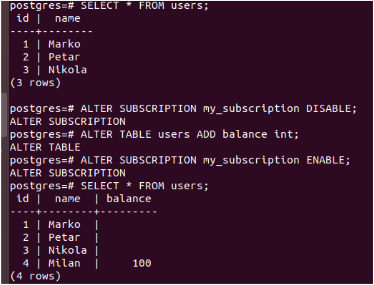 postgres=# SELECT * FROM users;
 id |  name
----+--------
  1 | Marko
  2 | Petar
  3 | Nikola
(3 rows)

postgres=# ALTER SUBSCRIPTION my_subscription DISABLE;
ALTER SUBSCRIPTION
postgres=# ALTER TABLE users ADD balance int;
ALTER TABLE
postgres=# ALTER SUBSCRIPTION my_subscription ENABLE;
ALTER SUBSCRIPTION
postgres=# SELECT * FROM users;
 id |  name  | balance
----+--------+---------
  1 | Marko  |
  2 | Petar  |
  3 | Nikola |
  4 | Milan  |     100
(4 rows)